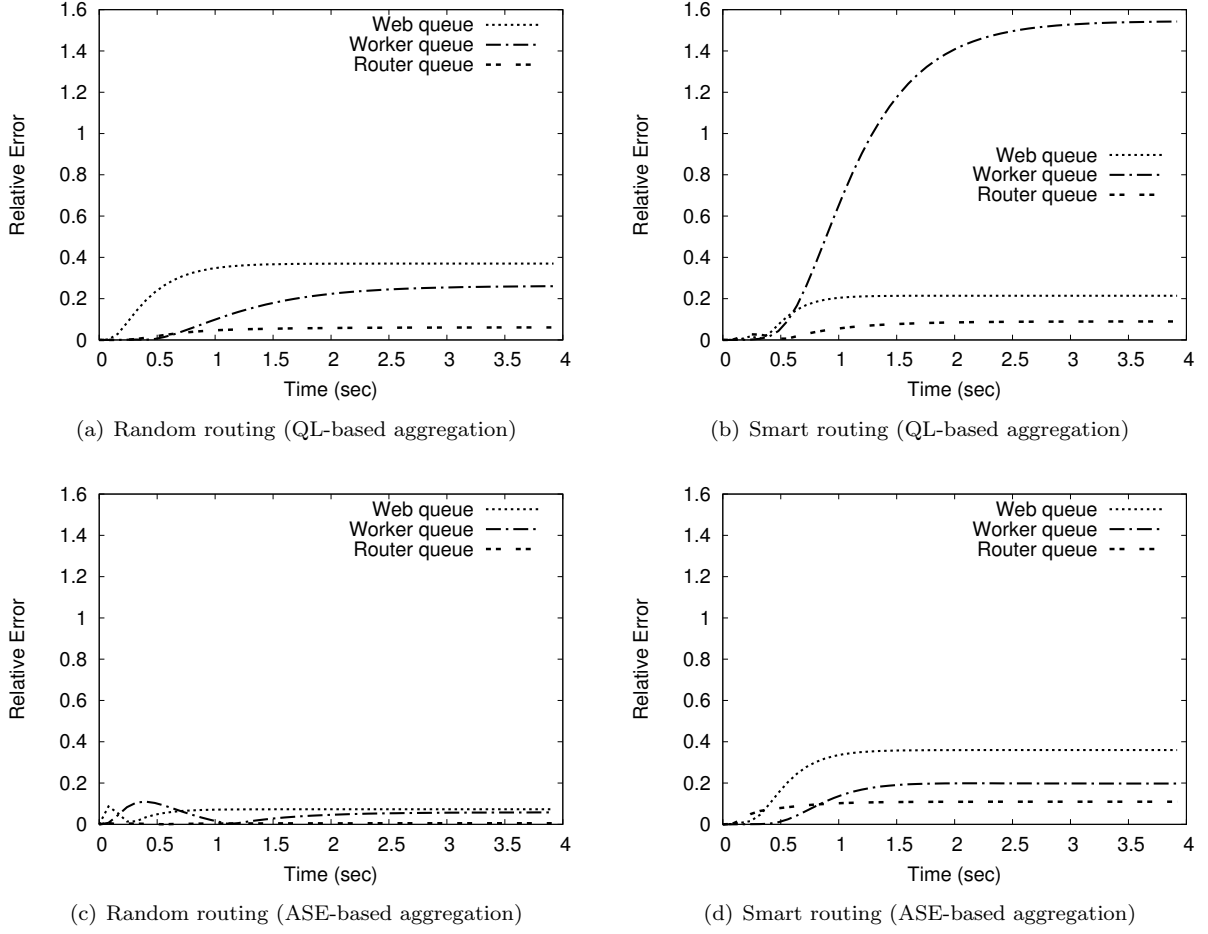 1.6
1.4
1.2
1
0.8
0.6
0.4
0.2
0
Relative Error
Web queue
Worker queue
Router queue
0 0.5 1 1.5 2 2.5 3 3.5 4
Time (sec)
(a) Random routing (QL-based aggregation)
1.6
1.4
1.2
1
0.8
0.6
0.4
0.2
0
Relative Error
Web queue
Worker queue
Router queue
0 0.5 1 1.5 2 2.5 3 3.5 4
Time (sec)
(b) Smart routing (QL-based aggregation)
1.6
1.4
1.2
1
0.8
0.6
0.4
0.2
0
Relative Error
Web queue
Worker queue
Router queue
0 0.5 1 1.5 2 2.5 3 3.5 4
Time (sec)
(c) Random routing (ASE-based aggregation)
1.6
1.4
1.2
1
0.8
0.6
0.4
0.2
0
Relative Error
Web queue
Worker queue
Router queue
0 0.5 1 1.5 2 2.5 3 3.5 4
Time (sec)
(d) Smart routing (ASE-based aggregation)